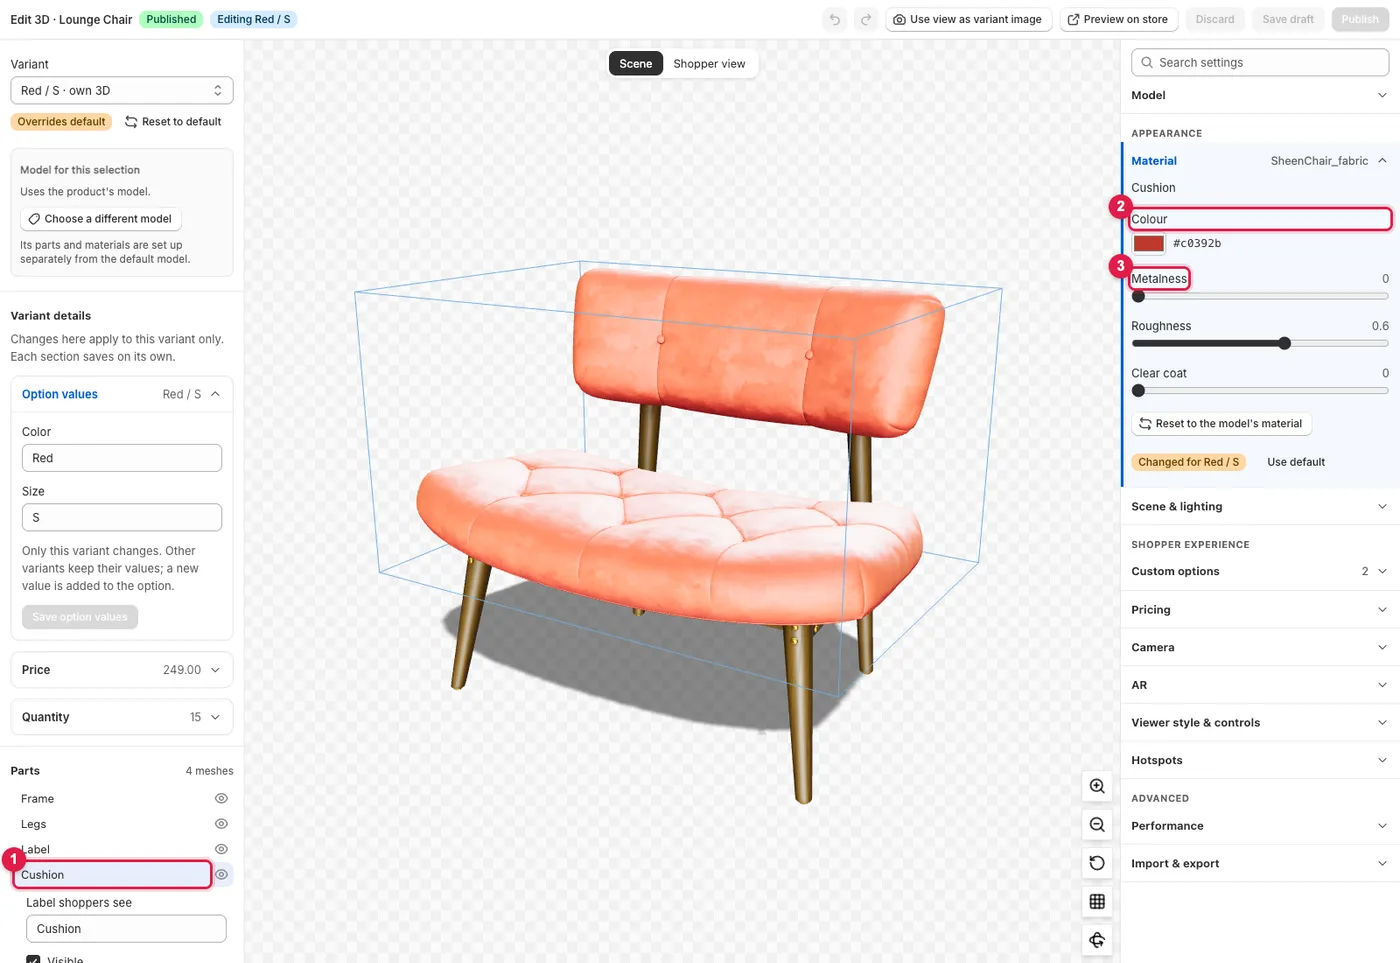 Edit 3D · Lounge Chair
Published
Editing Red / S
Use view as variant image
Preview on store
Discard
Save draft
Publish
Variant
Red / S · own 3D
Overrides default
Reset to default
Model for this selection
Uses the product's model.
Choose a different model
Its parts and materials are set up
separately from the default model.
Variant details
Changes here apply to this variant only.
Each section saves on its own.
Option values
Red / S
Color
Red
Size
S
Only this variant changes. Other
variants keep their values; a new
value is added to the option.
Save option values
Price
249.00
Quantity
15
Parts
4 meshes
Frame
Legs
Label
1
Cushion
Label shoppers see
Cushion
Visible
Scene
Shopper view
Search settings
Model
APPEARANCE
Material
SheenChair_fabric
Cushion
2
Colour
#c0392b
3
Metalness
0
Roughness
0.6
Clear coat
0
Reset to the model's material
Changed for Red / S
Use default
Scene & lighting
SHOPPER EXPERIENCE
Custom options
2
Pricing
Camera
AR
Viewer style & controls
Hotspots
ADVANCED
Performance
Import & export